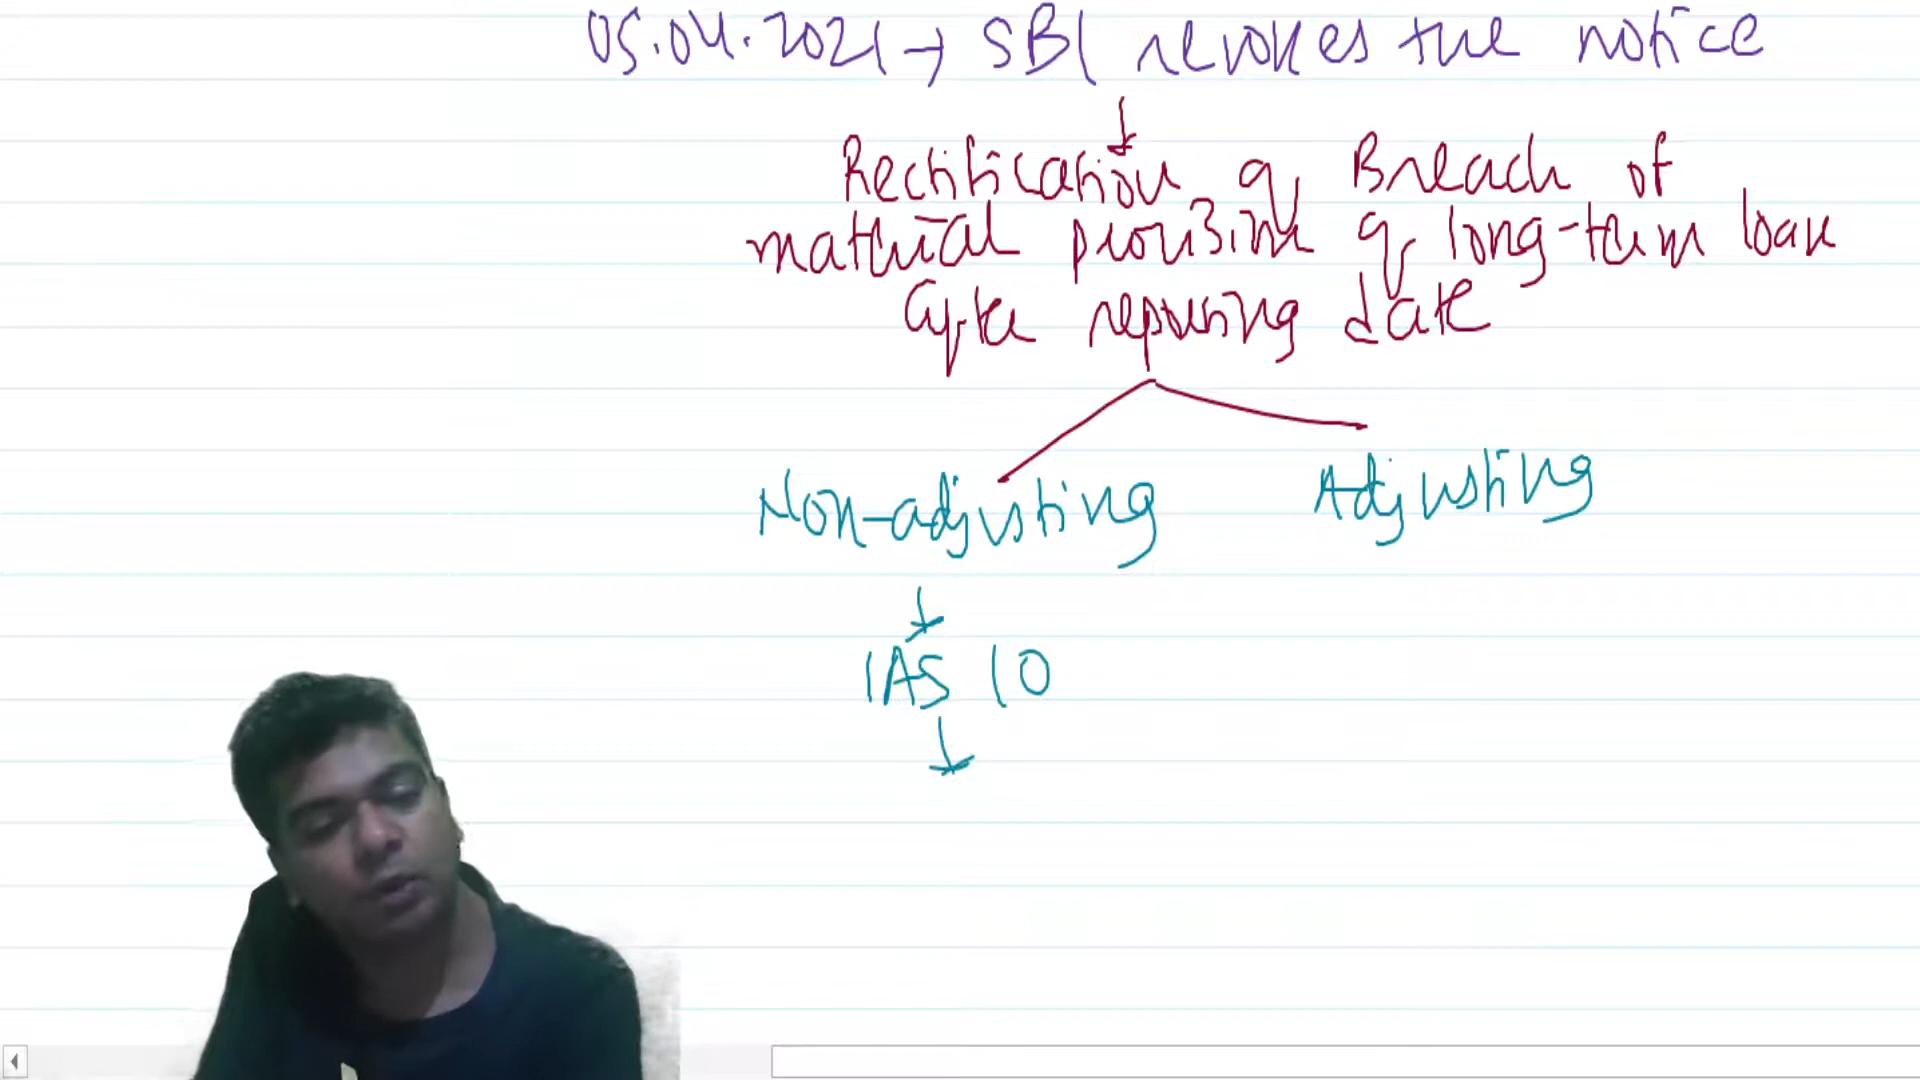 05.04.2021 → SBI revokes the notice
↓
Rectification of Breach of
material provision of long-term loan
after reporting date
Non-adjusting Adjusting
↓
IAS 10
↓